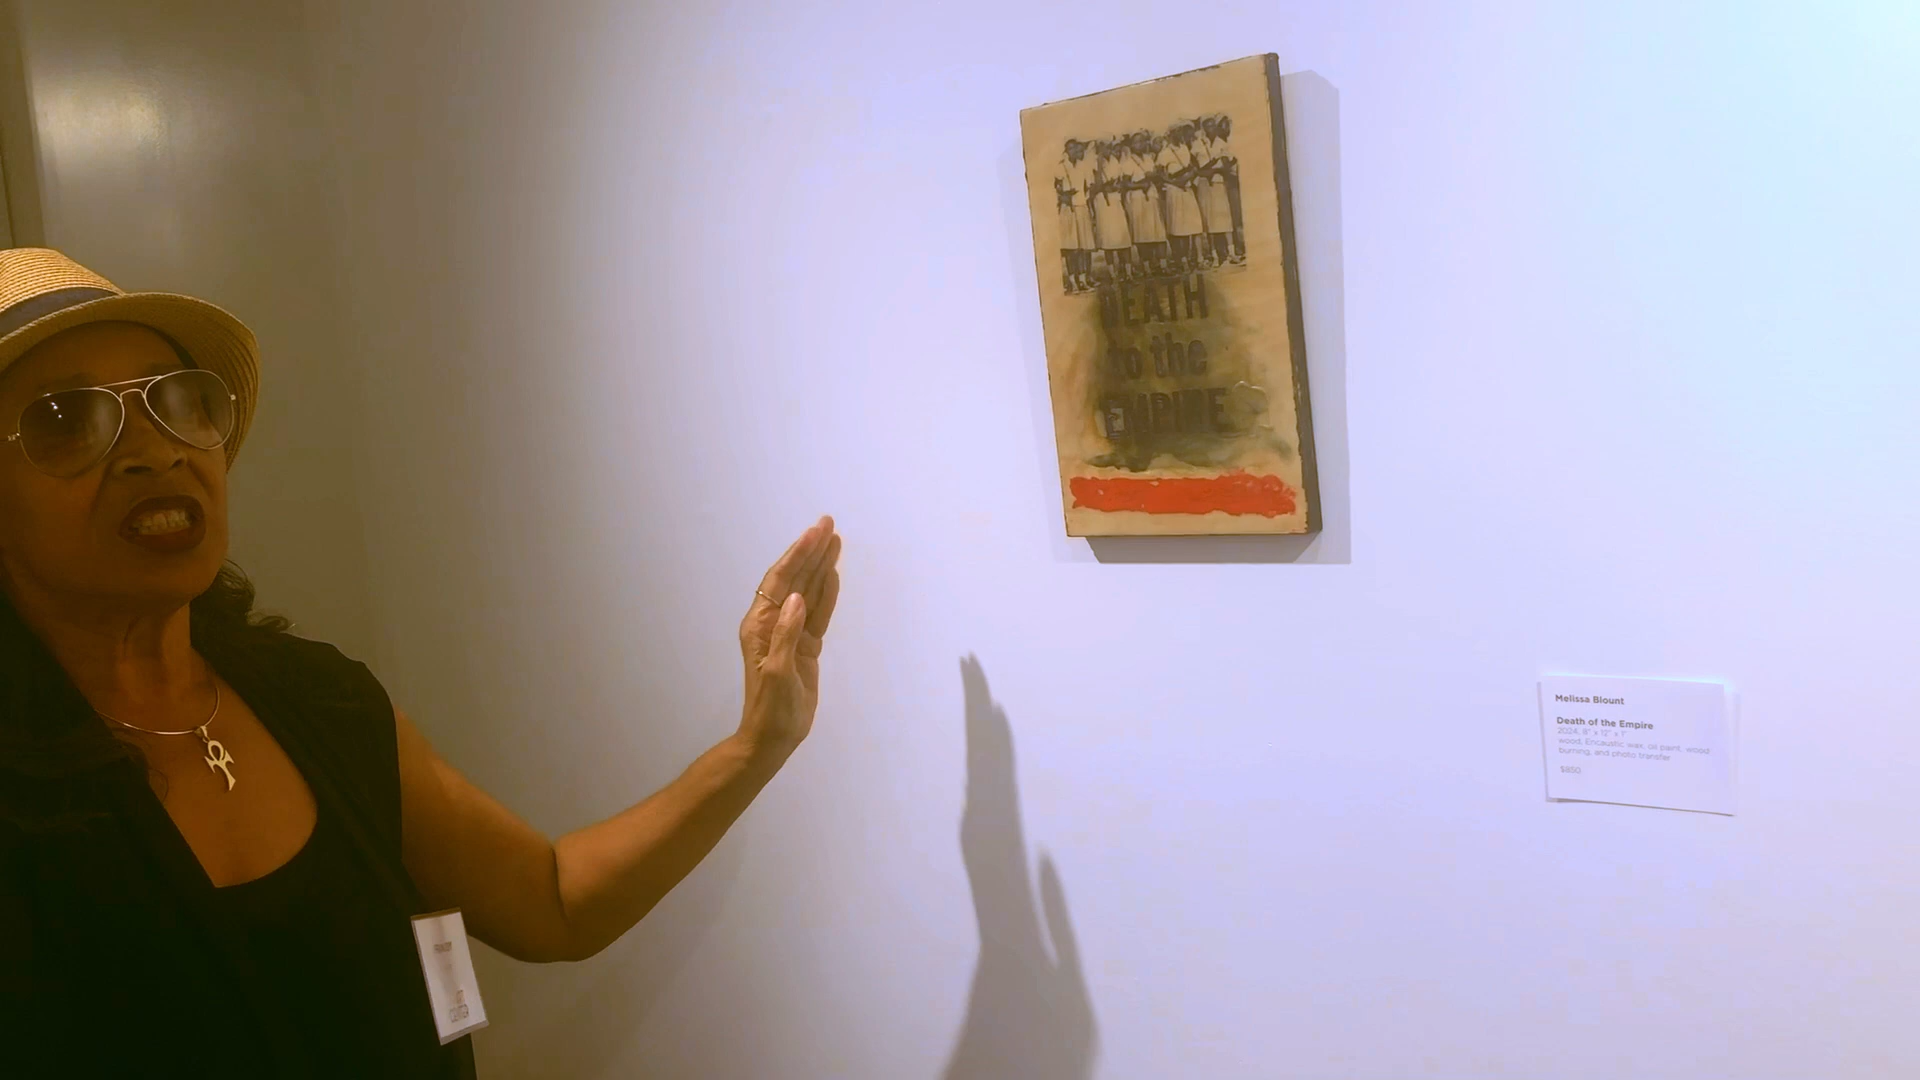 DEATH
to the
EMPIRE
Melissa Blount
Death of the Empire
2024, 8" x 12" x 1"
wood, Encaustic wax, oil paint, wood
burning, and photo transfer
$850
CENTER